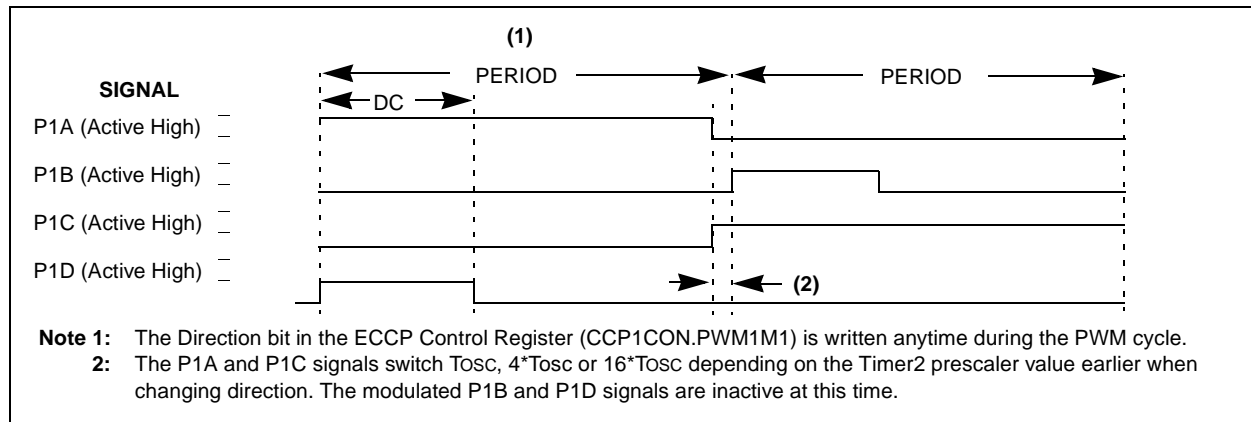 (1)
PERIOD PERIOD
SIGNAL
DC
P1A (Active High)
P1B (Active High)
P1C (Active High)
P1D (Active High)
(2)
Note 1: The Direction bit in the ECCP Control Register (CCP1CON.PWM1M1) is written anytime during the PWM cycle.
2: The P1A and P1C signals switch TOSC, 4*Tosc or 16*TOSC depending on the Timer2 prescaler value earlier when
changing direction. The modulated P1B and P1D signals are inactive at this time.